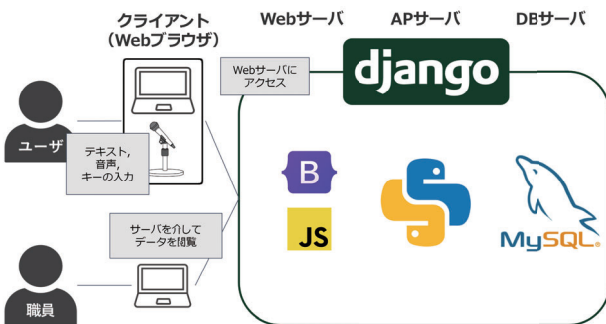 クライアント
（Webブラウザ）
Webサーバ
APサーバ
DBサーバ
Webサーバに
アクセス
django
ユーザ
テキスト,
音声,
キーの入力
B
JS
MySQL®
サーバを介して
データを閲覧
職員